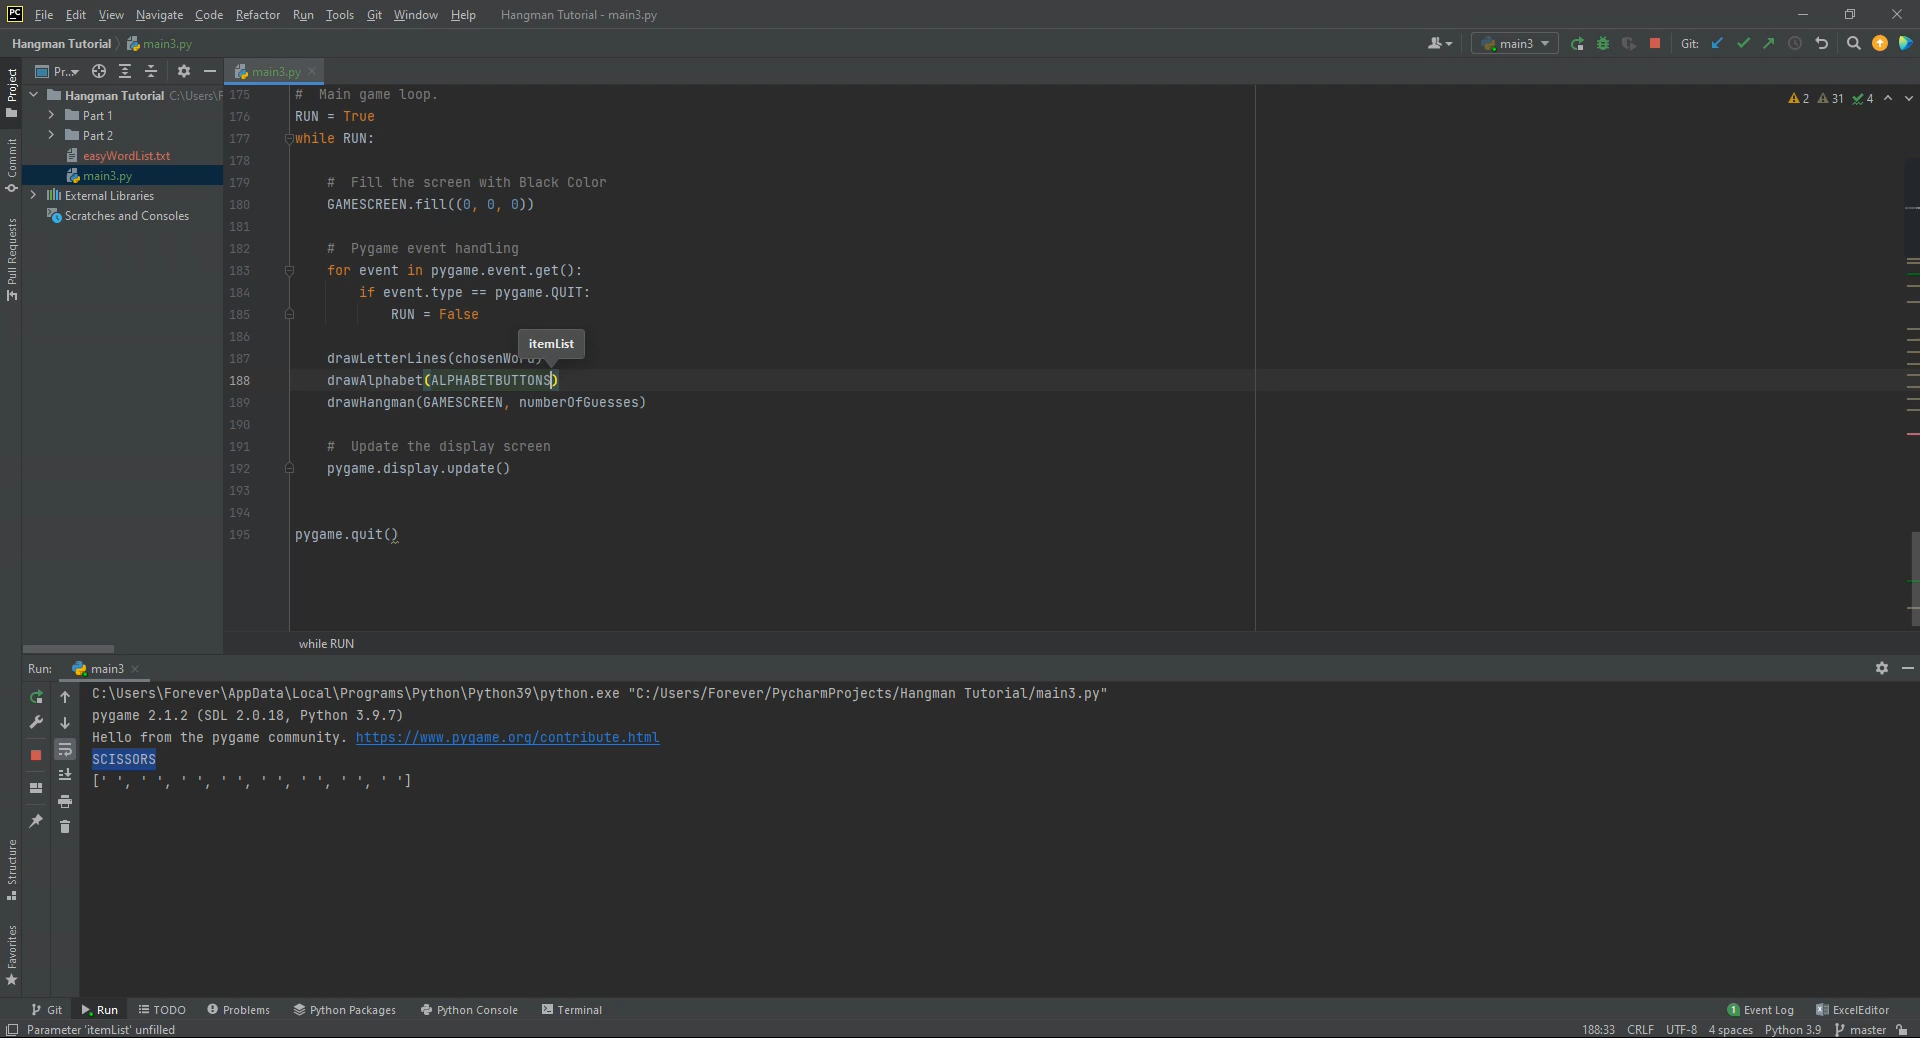 PC File Edit View Navigate Code Refactor Run Tools Git Window Help Hangman Tutorial - main3.py
Hangman Tutorial main3.py main3 Git:
Project
Commit
Pull Requests
Structure
Favorites
Pr... main3.py
Hangman Tutorial C:\Users\F
Part 1
Part 2
easyWordList.txt
main3.py
External Libraries
Scratches and Consoles
2 31 4
175 # Main game loop.
176 RUN = True
177 while RUN:
178
179 # Fill the screen with Black Color
180 GAMESCREEN.fill((0, 0, 0))
181
182 # Pygame event handling
183 for event in pygame.event.get():
184 if event.type == pygame.QUIT:
185 RUN = False
186
itemList
187 drawLetterLines(chosenWord)
188 drawAlphabet(ALPHABETBUTTONS)
189 drawHangman(GAMESCREEN, numberOfGuesses)
190
191 # Update the display screen
192 pygame.display.update()
193
194
195 pygame.quit()
while RUN
Run: main3
C:\Users\Forever\AppData\Local\Programs\Python\Python39\python.exe "C:/Users/Forever/PycharmProjects/Hangman Tutorial/main3.py"
pygame 2.1.2 (SDL 2.0.18, Python 3.9.7)
Hello from the pygame community. https://www.pygame.org/contribute.html
SCISSORS
[' ', ' ', ' ', ' ', ' ', ' ', ' ', ' ']
Git Run TODO Problems Python Packages Python Console Terminal 1 Event Log ExcelEditor
Parameter 'itemList' unfilled 188:33 CRLF UTF-8 4 spaces Python 3.9 master